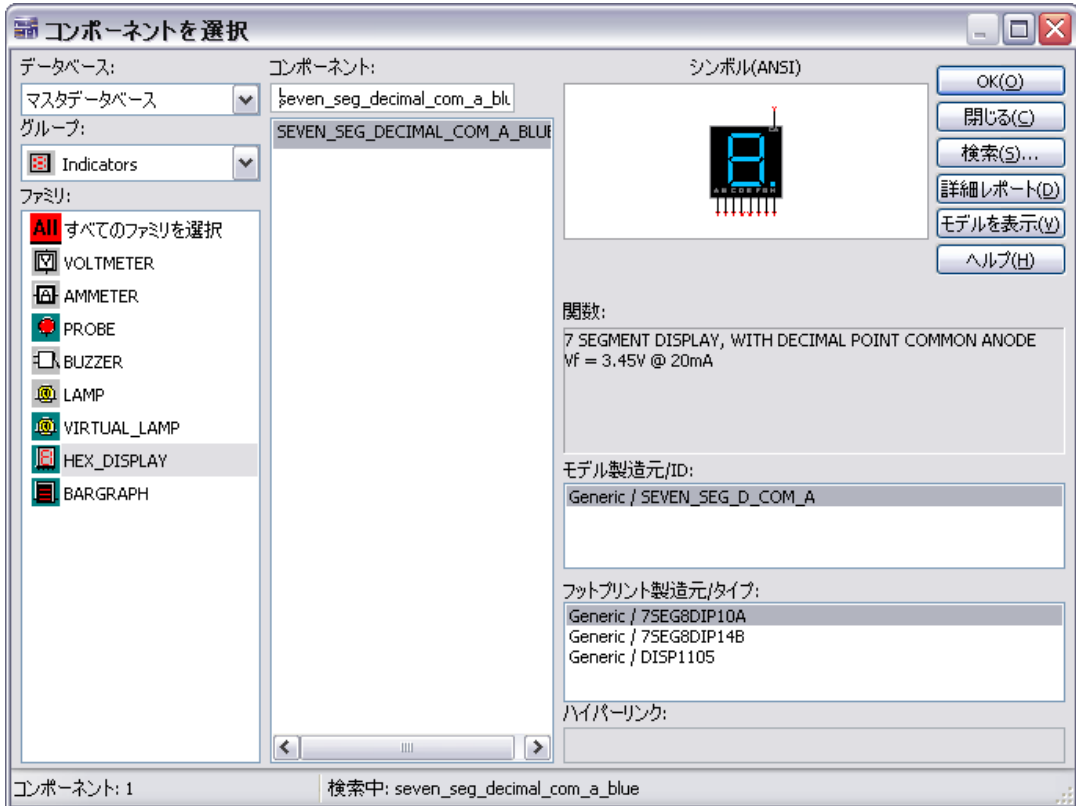 コンポーネントを選択
データベース:
マスタデータベース
グループ:
Indicators
ファミリ:
All すべてのファミリを選択
VOLTMETER
AMMETER
PROBE
BUZZER
LAMP
VIRTUAL_LAMP
HEX_DISPLAY
BARGRAPH
コンポーネント:
seven_seg_decimal_com_a_blu
SEVEN_SEG_DECIMAL_COM_A_BLUE
シンボル(ANSI)
CA
A B C D E F G H
OK(O)
閉じる(C)
検索(S)...
詳細レポート(D)
モデルを表示(V)
ヘルプ(H)
関数:
7 SEGMENT DISPLAY, WITH DECIMAL POINT COMMON ANODE
Vf = 3.45V @ 20mA
モデル製造元/ID:
Generic / SEVEN_SEG_D_COM_A
フットプリント製造元/タイプ:
Generic / 7SEG8DIP10A
Generic / 7SEG8DIP14B
Generic / DISP1105
ハイパーリンク:
コンポーネント: 1
検索中: seven_seg_decimal_com_a_blue